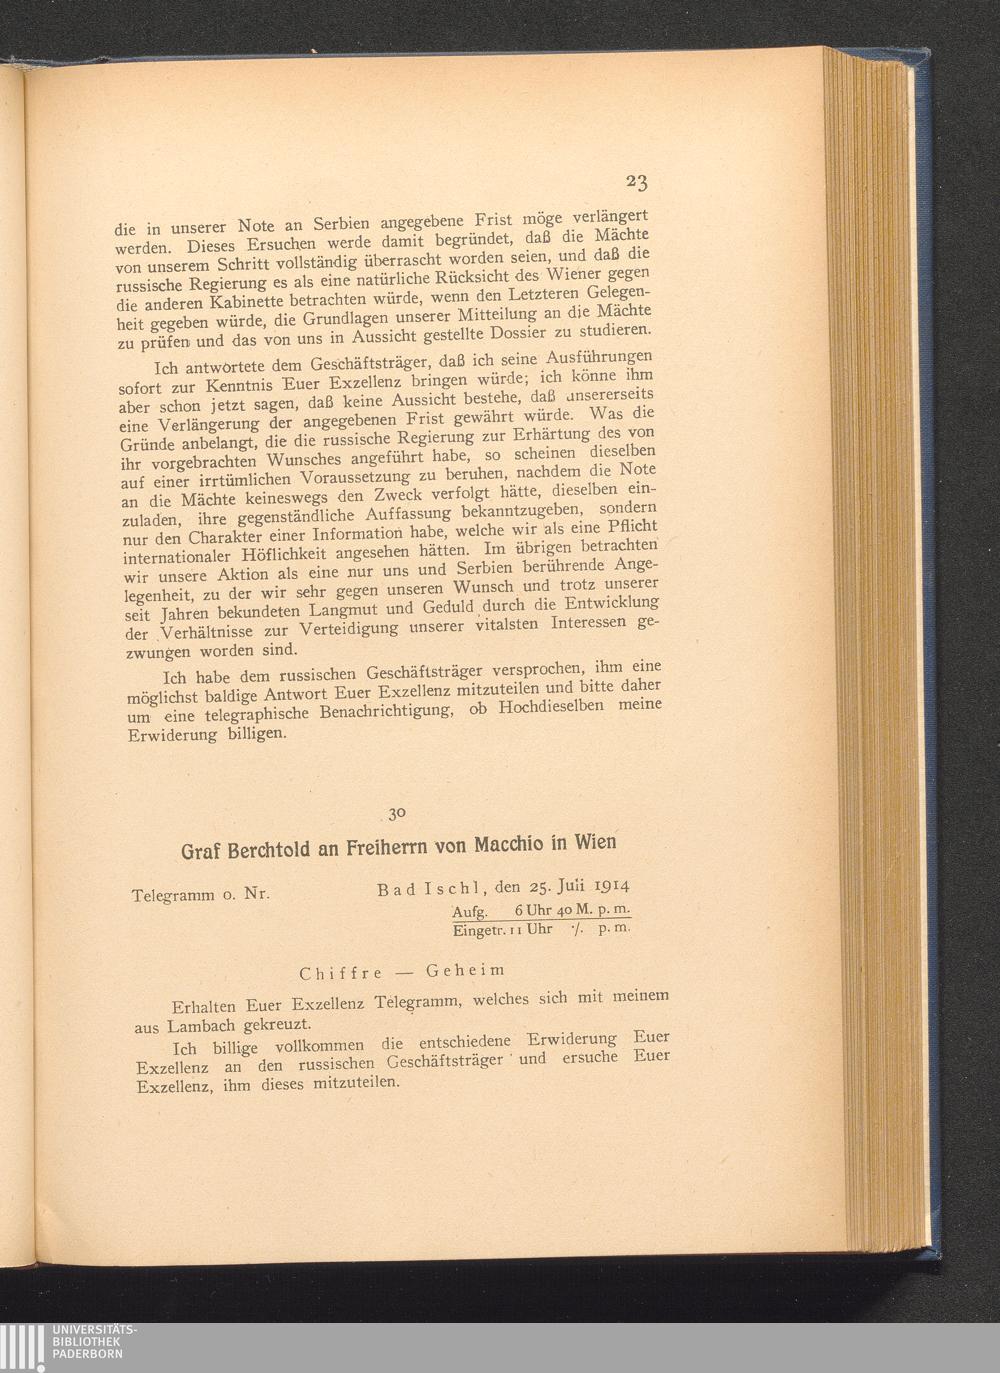 23
die in unserer Note an Serbien angegebene Frist möge verlängert
werden. Dieses Ersuchen werde damit begründet, daß die Mächte
von unserem Schritt vollständig überrascht worden seien, und daß die
russische Regierung es als eine natürliche Rücksicht des Wiener gegen
die anderen Kabinette betrachten würde, wenn den Letzteren Gelegen-
heit gegeben würde, die Grundlagen unserer Mitteilung an die Mächte
zu prüfen und das von uns in Aussicht gestellte Dossier zu studieren.
Ich antwortete dem Geschäftsträger, daß ich seine Ausführungen
sofort zur Kenntnis Euer Exzellenz bringen würde; ich könne ihm
aber schon jetzt sagen, daß keine Aussicht bestehe, daß unsererseits
eine Verlängerung der angegebenen Frist gewährt würde. Was die
Gründe anbelangt, die die russische Regierung zur Erhärtung des von
ihr vorgebrachten Wunsches angeführt habe, so scheinen dieselben
auf einer irrtümlichen Voraussetzung zu beruhen, nachdem die Note
an die Mächte keineswegs den Zweck verfolgt hätte, dieselben ein-
zuladen, ihre gegenständliche Auffassung bekanntzugeben, sondern
nur den Charakter einer Information habe, welche wir als eine Pflicht
internationaler Höflichkeit angesehen hätten. Im übrigen betrachten
wir unsere Aktion als eine nur uns und Serbien berührende Ange-
legenheit, zu der wir sehr gegen unseren Wunsch und trotz unserer
seit Jahren bekundeten Langmut und Geduld durch die Entwicklung
der Verhältnisse zur Verteidigung unserer vitalsten Interessen ge-
zwungen worden sind.
Ich habe dem russischen Geschäftsträger versprochen, ihm eine
möglichst baldige Antwort Euer Exzellenz mitzuteilen und bitte daher
um eine telegraphische Benachrichtigung, ob Hochdieselben meine
Erwiderung billigen.
30
Graf Berchtold an Freiherrn von Macchio in Wien
Telegramm o. Nr. Bad Ischl, den 25. Juli 1914
Aufg. 6 Uhr 40 M. p. m.
Eingetr. 11 Uhr ·/. p. m.
Chiffre — Geheim
Erhalten Euer Exzellenz Telegramm, welches sich mit meinem
aus Lambach gekreuzt.
Ich billige vollkommen die entschiedene Erwiderung Euer
Exzellenz an den russischen Geschäftsträger und ersuche Euer
Exzellenz, ihm dieses mitzuteilen.
UNIVERSITÄTS-
BIBLIOTHEK
PADERBORN